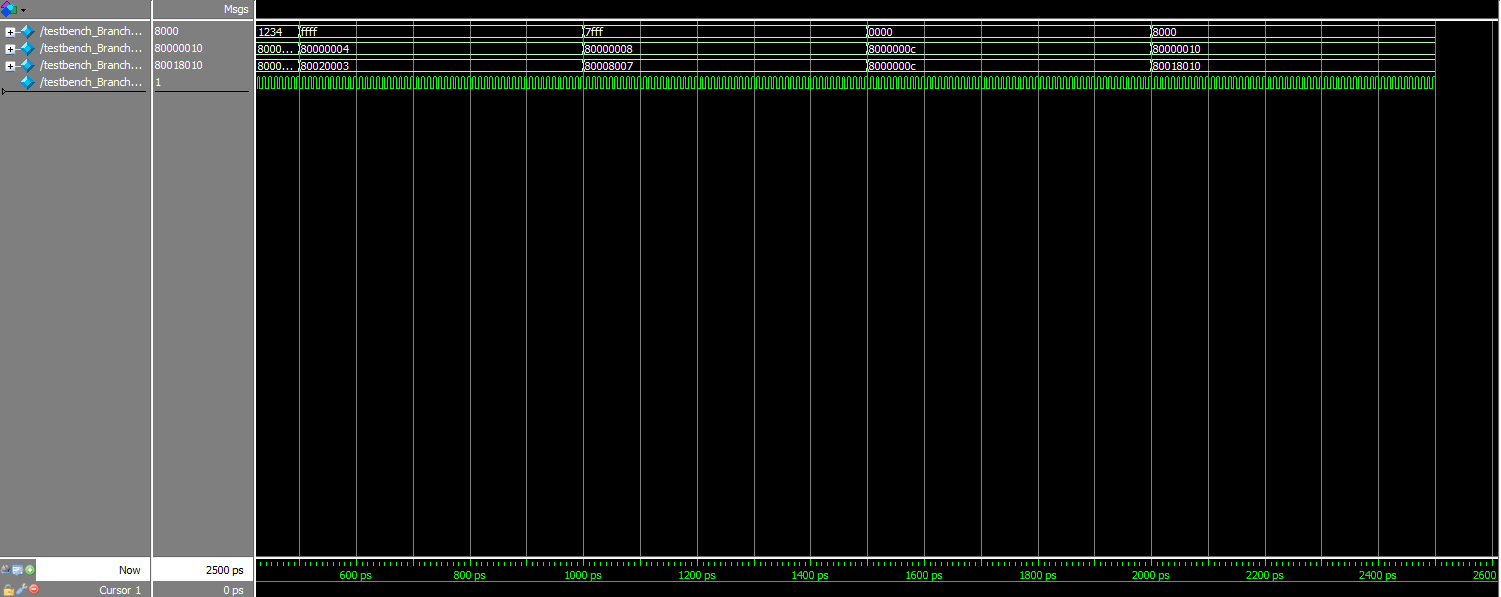 Msgs
/testbench_Branch... 8000 1234 ffff 7fff 0000 8000
/testbench_Branch... 80000010 8000... 80000004 80000008 8000000c 80000010
/testbench_Branch... 80018010 8000... 80020003 80008007 8000000c 80018010
/testbench_Branch... 1
Now 2500 ps 600 ps 800 ps 1000 ps 1200 ps 1400 ps 1600 ps 1800 ps 2000 ps 2200 ps 2400 ps 2600
Cursor 1 0 ps